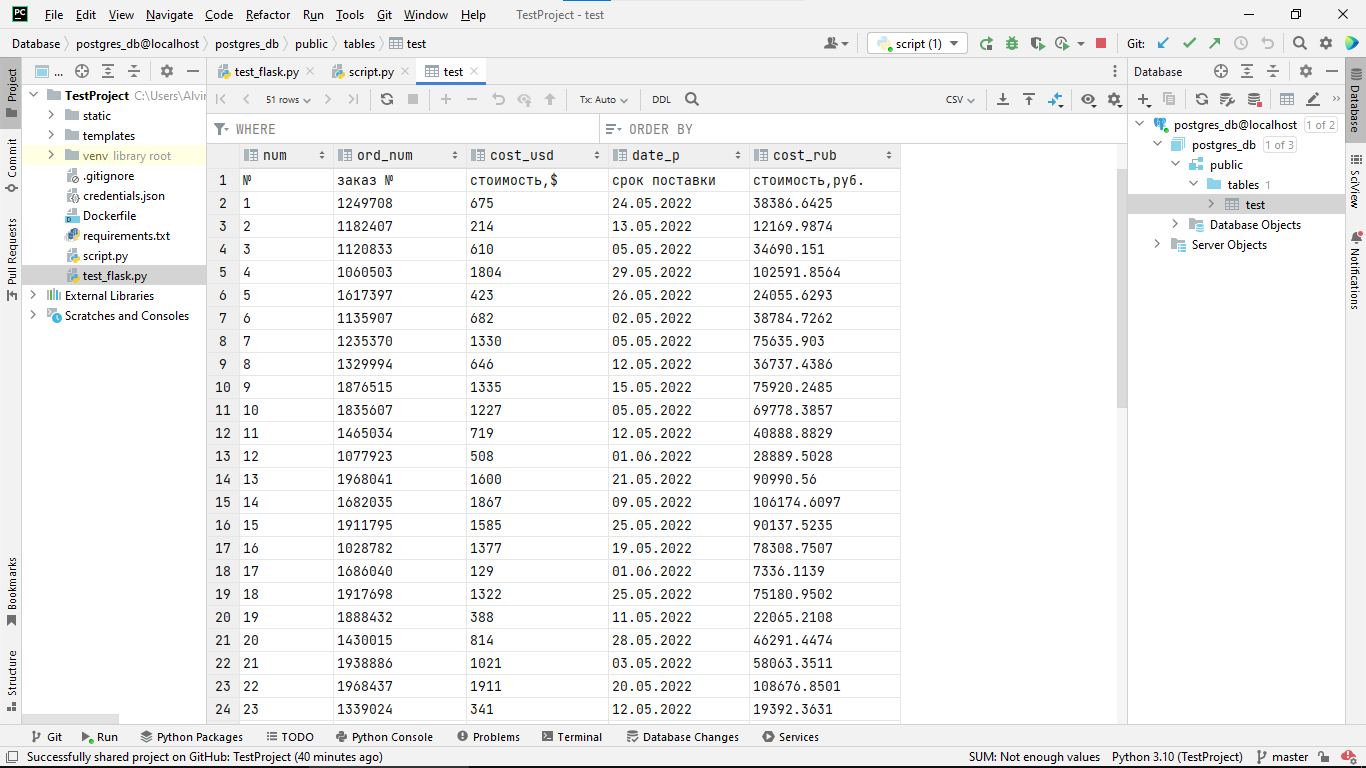 File Edit View Navigate Code Refactor Run Tools Git Window Help TestProject - test
Database postgres_db@localhost postgres_db public tables test script (1) Git:
Project ... test_flask.py script.py test Database
TestProject C:\Users\Alvi
static
templates
venv library root
.gitignore
credentials.json
Dockerfile
requirements.txt
script.py
test_flask.py
External Libraries
Scratches and Consoles
Commit
Pull Requests
Bookmarks
Structure
51 rows Tx: Auto DDL CSV
WHERE ORDER BY
num ord_num cost_usd date_p cost_rub
1 № заказ № стоимость,$ срок поставки стоимость,руб.
2 1 1249708 675 24.05.2022 38386.6425
3 2 1182407 214 13.05.2022 12169.9874
4 3 1120833 610 05.05.2022 34690.151
5 4 1060503 1804 29.05.2022 102591.8564
6 5 1617397 423 26.05.2022 24055.6293
7 6 1135907 682 02.05.2022 38784.7262
8 7 1235370 1330 05.05.2022 75635.903
9 8 1329994 646 12.05.2022 36737.4386
10 9 1876515 1335 15.05.2022 75920.2485
11 10 1835607 1227 05.05.2022 69778.3857
12 11 1465034 719 12.05.2022 40888.8829
13 12 1077923 508 01.06.2022 28889.5028
14 13 1968041 1600 21.05.2022 90990.56
15 14 1682035 1867 09.05.2022 106174.6097
16 15 1911795 1585 25.05.2022 90137.5235
17 16 1028782 1377 19.05.2022 78308.7507
18 17 1686040 129 01.06.2022 7336.1139
19 18 1917698 1322 25.05.2022 75180.9502
20 19 1888432 388 11.05.2022 22065.2108
21 20 1430015 814 28.05.2022 46291.4474
22 21 1938886 1021 03.05.2022 58063.3511
23 22 1968437 1911 20.05.2022 108676.8501
24 23 1339024 341 12.05.2022 19392.3631
postgres_db@localhost 1 of 2
postgres_db 1 of 3
public
tables 1
test
Database Objects
Server Objects
Database
SciView
Notifications
Git Run Python Packages TODO Python Console Problems Terminal Database Changes Services
Successfully shared project on GitHub: TestProject (40 minutes ago) SUM: Not enough values Python 3.10 (TestProject) master